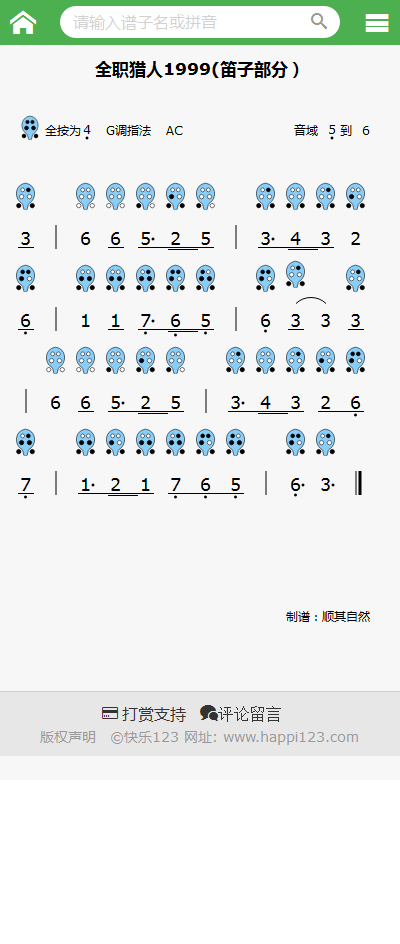 请输入谱子名或拼音
全职猎人1999(笛子部分）
全按为4̣ G调指法 AC 音域 5̣ 到 6
3 | 6 6 5· 2 5 | 3· 4 3 2
6̣ | 1 1 7̣· 6̣ 5̣ | 6̣ 3 3 3
| 6 6 5· 2 5 | 3· 4 3 2 6̣
7̣ | 1· 2 1 7̣ 6̣ 5̣ | 6̣· 3· ‖
制谱：顺其自然
打赏支持 评论留言
版权声明 ©快乐123 网址: www.happi123.com